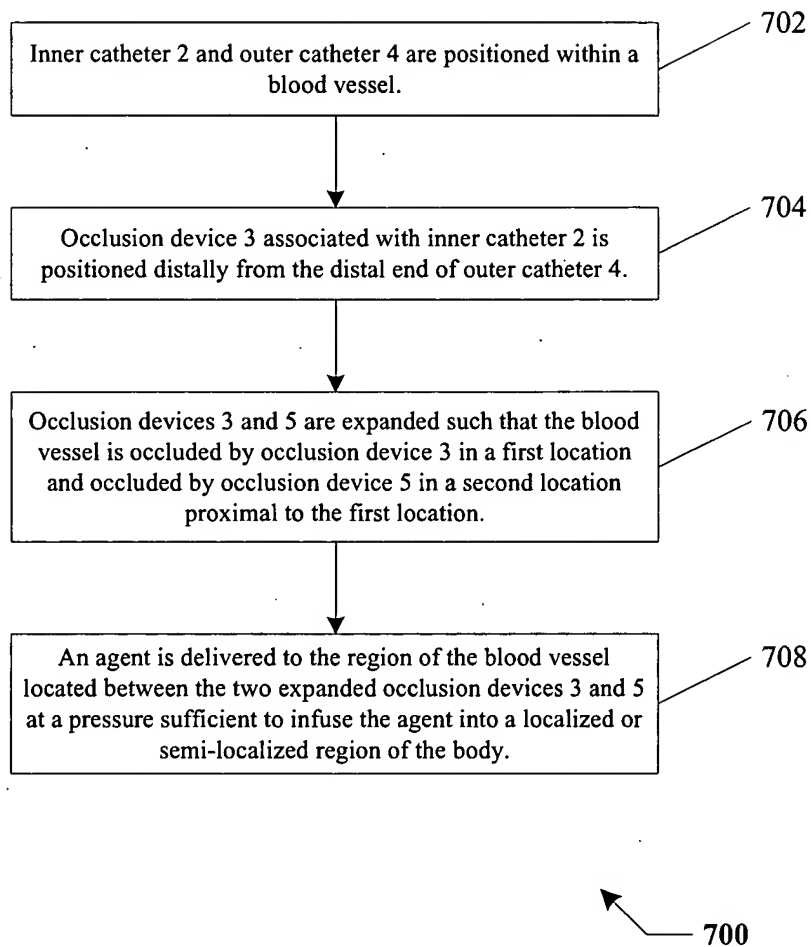 702
Inner catheter 2 and outer catheter 4 are positioned within a
blood vessel.
704
Occlusion device 3 associated with inner catheter 2 is
positioned distally from the distal end of outer catheter 4.
706
Occlusion devices 3 and 5 are expanded such that the blood
vessel is occluded by occlusion device 3 in a first location
and occluded by occlusion device 5 in a second location
proximal to the first location.
708
An agent is delivered to the region of the blood vessel
located between the two expanded occlusion devices 3 and 5
at a pressure sufficient to infuse the agent into a localized or
semi-localized region of the body.
700